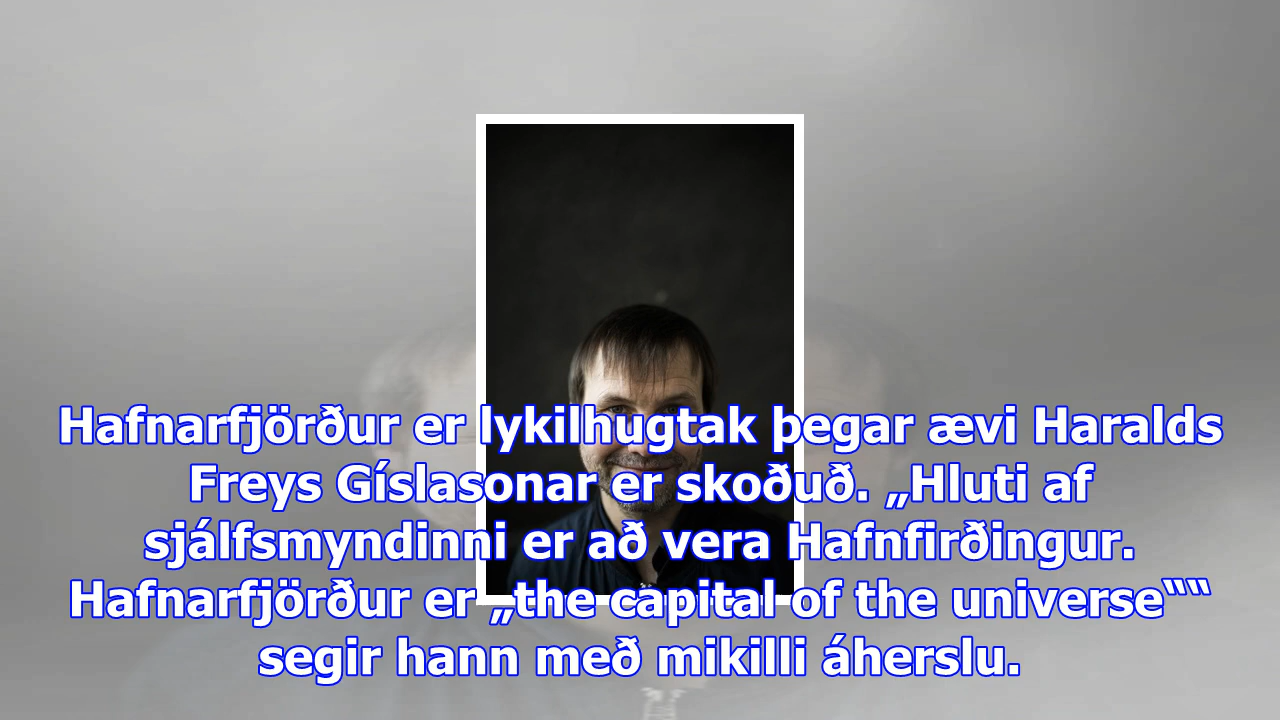 Hafnarfjörður er lykilhugtak þegar ævi Haralds
Freys Gíslasonar er skoðuð. „Hluti af
sjálfsmyndinni er að vera Hafnfirðingur.
Hafnarfjörður er „the capital of the universe““
segir hann með mikilli áherslu.